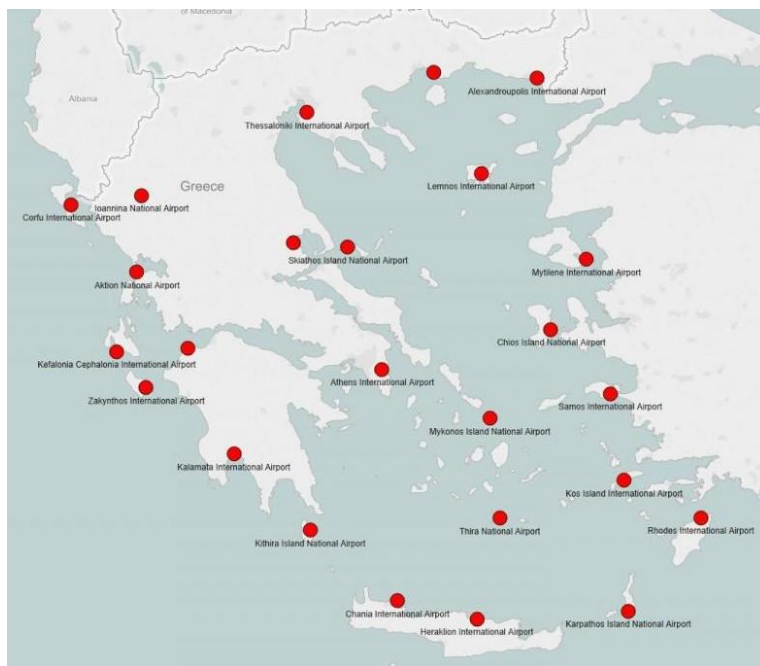 of Macedonia
Albania
Alexandroupolis International Airport
Thessaloniki International Airport
Greece
Lemnos International Airport
Ioannina National Airport
Corfu International Airport
Skiathos Island National Airport
Mytilene International Airport
Aktion National Airport
Chios Island National Airport
Kefalonia Cephalonia International Airport
Athens International Airport
Zakynthos International Airport
Samos International Airport
Mykonos Island National Airport
Kalamata International Airport
Kos Island International Airport
Thira National Airport
Rhodes International Airport
Kithira Island National Airport
Chania International Airport
Karpathos Island National Airport
Heraklion International Airport